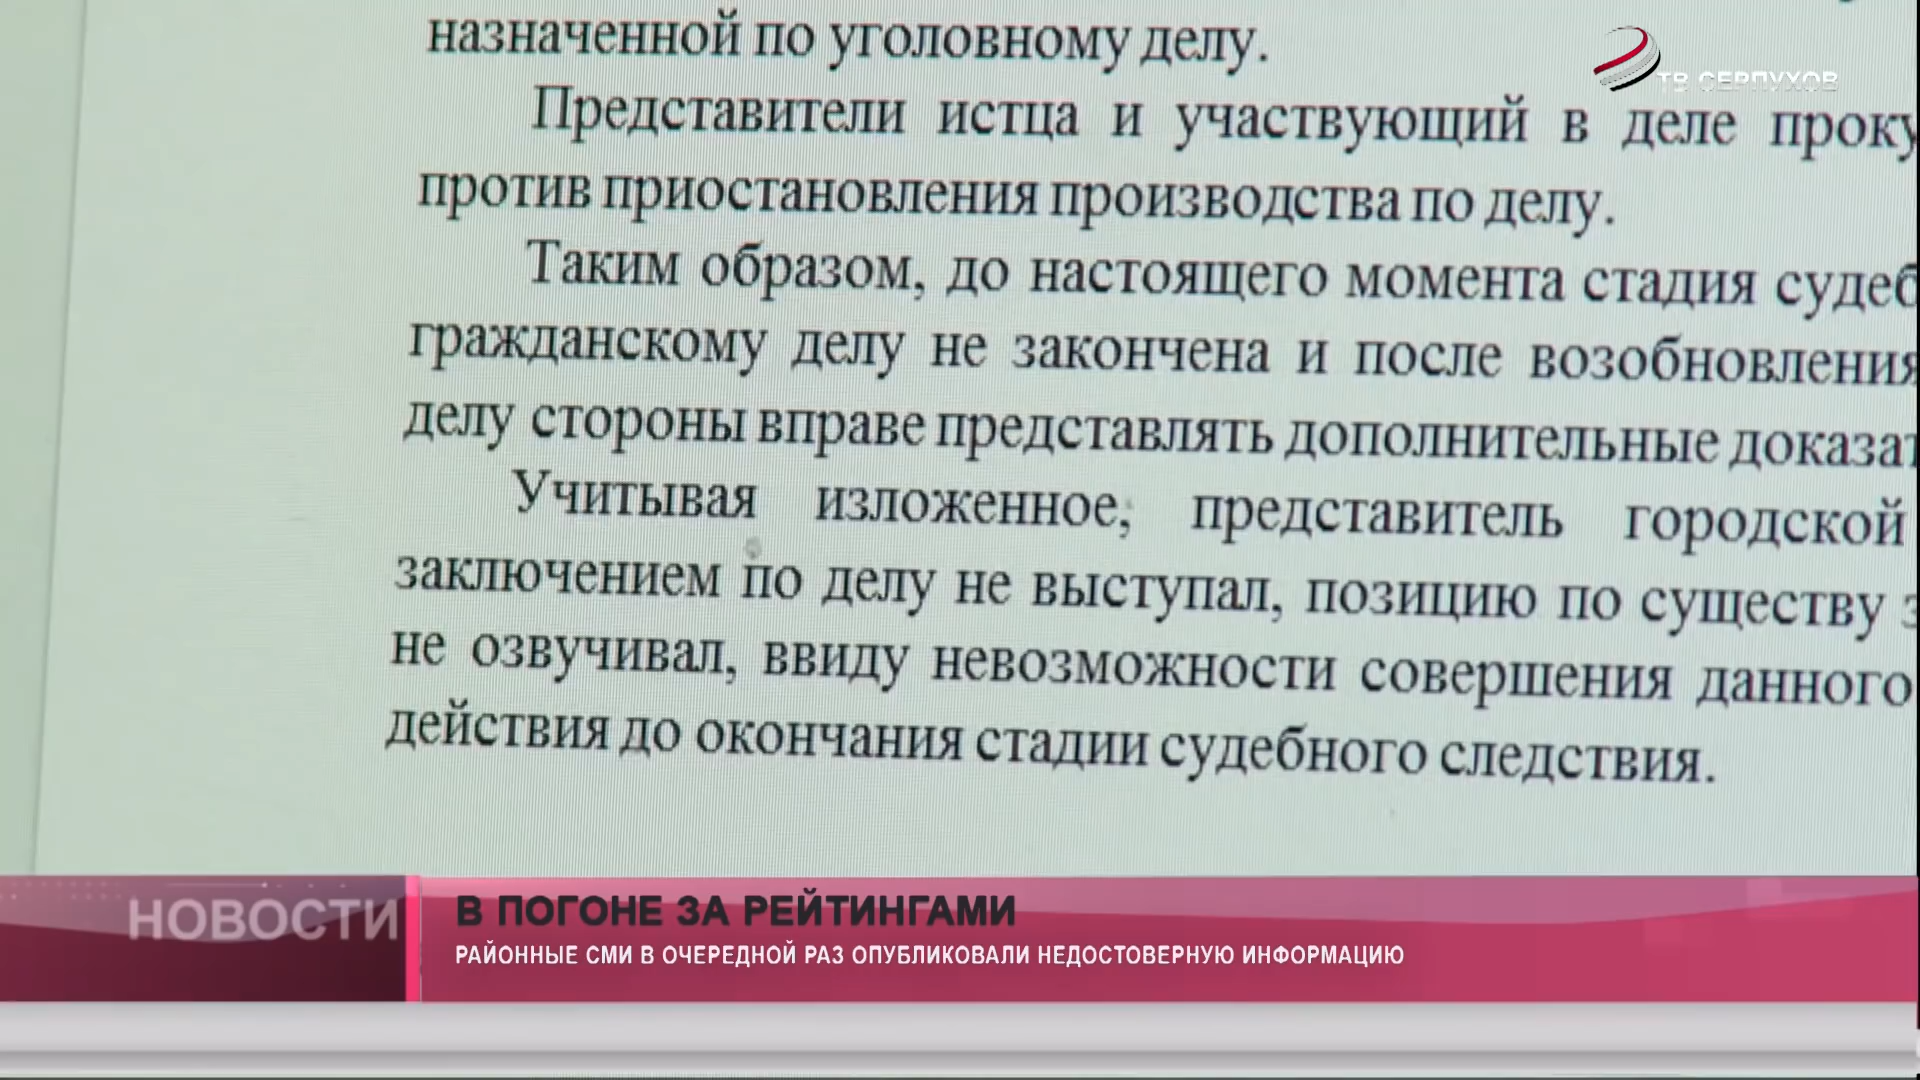 назначенной по уголовному делу.
ТВ СЕРПУХОВ
Представители истца и участвующий в деле
против приостановления производства по делу.
Таким образом, до настоящего момента стадия
гражданскому делу не закончена и после возобновления
делу стороны вправе представлять дополнительные
Учитывая изложенное, представитель городской
заключением по делу не выступал, позицию по существу
не озвучивал, ввиду невозможности совершения данного
действия до окончания стадии судебного следствия.
НОВОСТИ
В ПОГОНЕ ЗА РЕЙТИНГАМИ
РАЙОННЫЕ СМИ В ОЧЕРЕДНОЙ РАЗ ОПУБЛИКОВАЛИ НЕДОСТОВЕРНУЮ ИНФОРМАЦИЮ